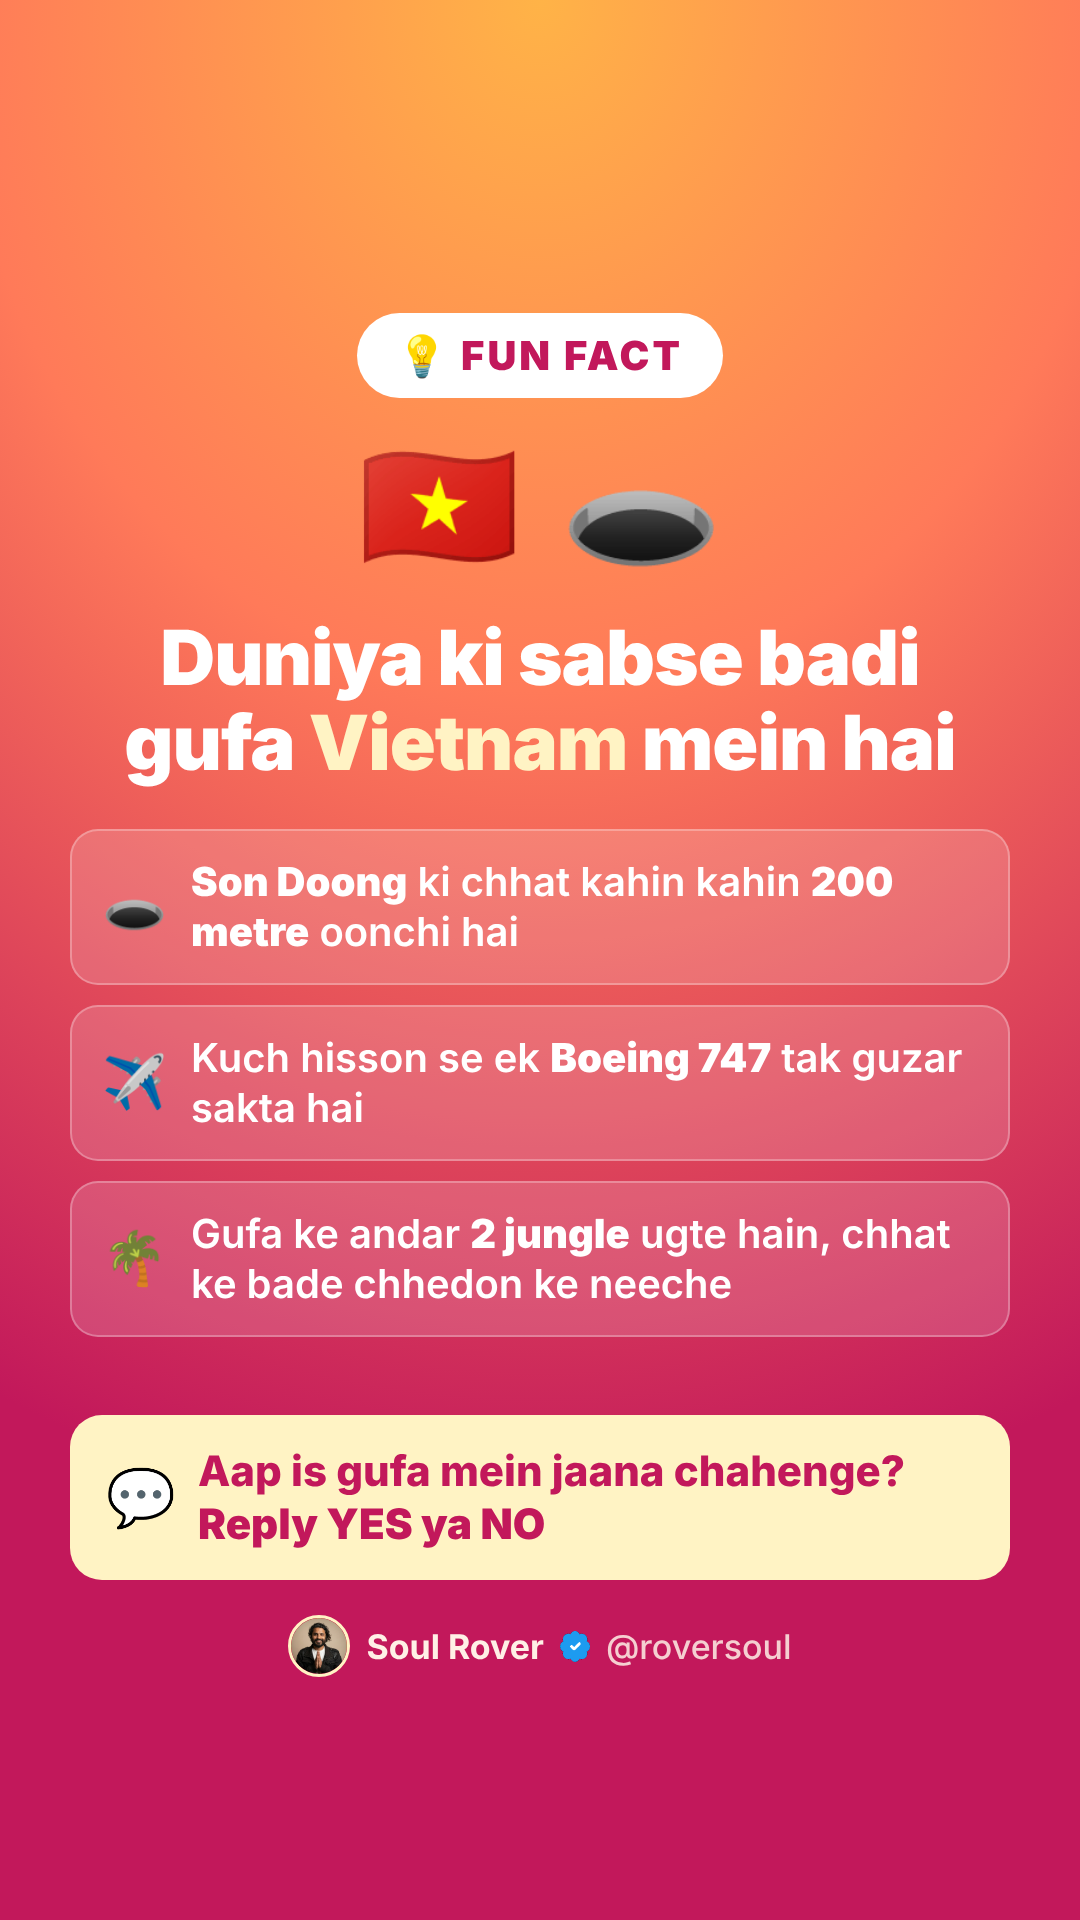 💡 FUN FACT
Duniya ki sabse badi
gufa Vietnam mein hai
Son Doong ki chhat kahin kahin 200
metre oonchi hai
Kuch hisson se ek Boeing 747 tak guzar
sakta hai
Gufa ke andar 2 jungle ugte hain, chhat
ke bade chhedon ke neeche
Aap is gufa mein jaana chahenge?
Reply YES ya NO
Soul Rover @roversoul